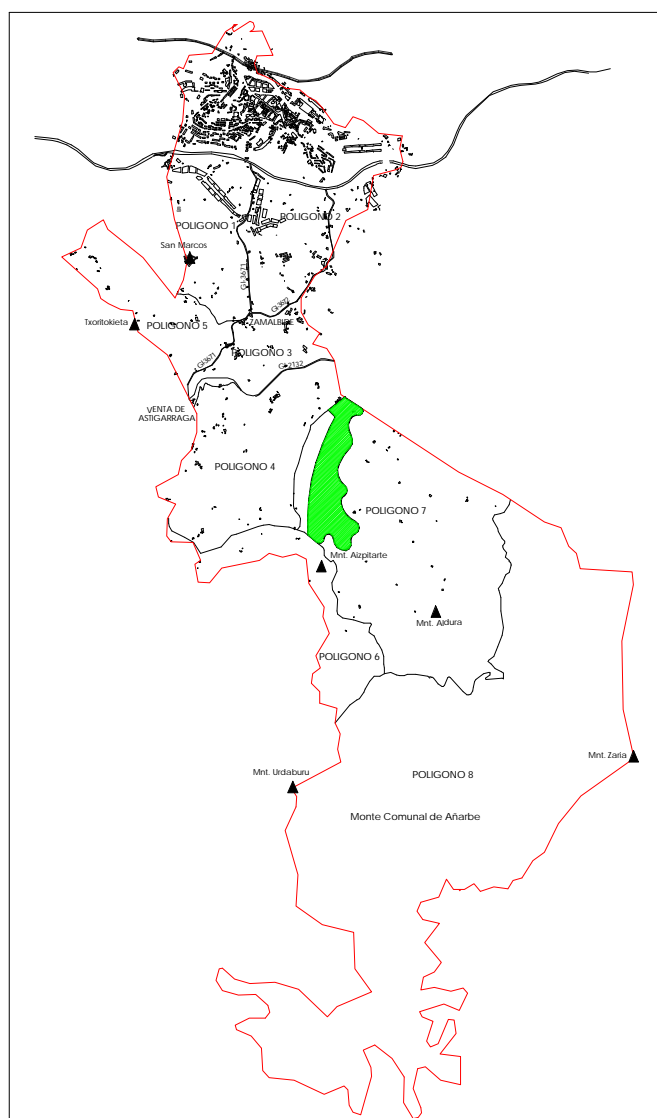 POLIGONO 2
POLIGONO 1
San Marcos
GI-3671
GI-3672
Txoritokieta
POLIGONO 5
ZAMALBIDE
POLIGONO 3
GI-3671
GI-2132
VENTA DE
ASTIGARRAGA
POLIGONO 4
POLIGONO 7
Mnt. Aizpitarte
Mnt. Aldura
POLIGONO 6
Mnt. Zaria
Mnt. Urdaburu
POLIGONO 8
Monte Comunal de Añarbe